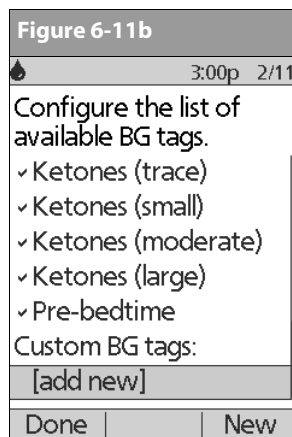 Figure 6-11b
3:00p 2/11
Configure the list of
available BG tags.
✓Ketones (trace)
✓Ketones (small)
✓Ketones (moderate)
✓Ketones (large)
✓Pre-bedtime
Custom BG tags:
[add new]
Done New